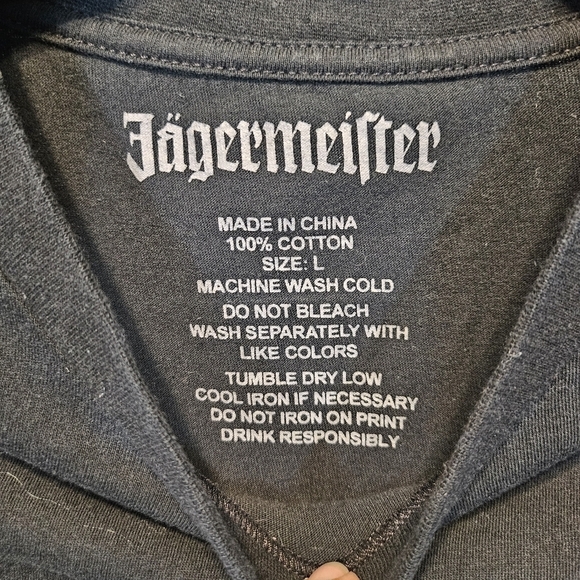 Jägermeiſter
MADE IN CHINA
100% COTTON
SIZE: L
MACHINE WASH COLD
DO NOT BLEACH
WASH SEPARATELY WITH
LIKE COLORS
TUMBLE DRY LOW
COOL IRON IF NECESSARY
DO NOT IRON ON PRINT
DRINK RESPONSIBLY